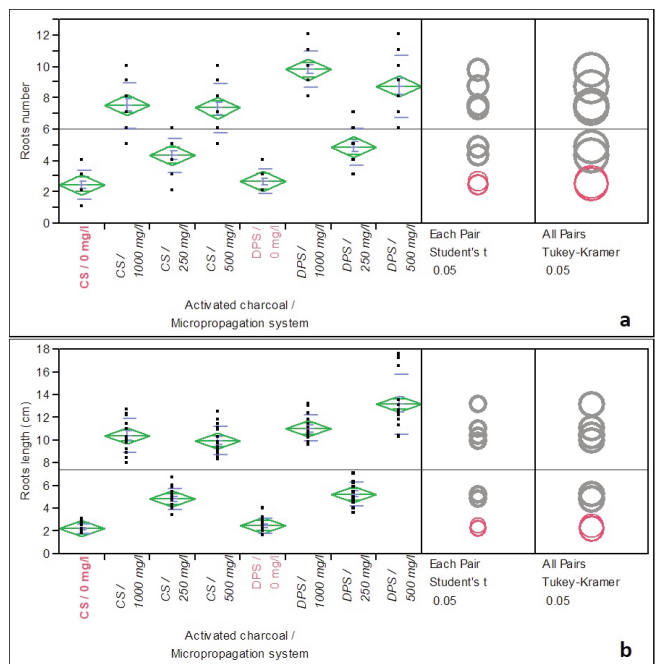 a
Roots number
12
10
8
6
4
2
0
CS / 0 mg/l
CS /
1000 mg/l
CS /
250 mg/l
CS /
500 mg/l
DPS /
0 mg/l
DPS /
1000 mg/l
DPS /
250 mg/l
DPS /
500 mg/l
Each Pair
Student's t
0.05
All Pairs
Tukey-Kramer
0.05
Activated charcoal /
Micropropagation system
b
Roots length (cm)
18
16
14
12
10
8
6
4
2
0
CS / 0 mg/l
CS /
1000 mg/l
CS /
250 mg/l
CS /
500 mg/l
DPS /
0 mg/l
DPS /
1000 mg/l
DPS /
250 mg/l
DPS /
500 mg/l
Each Pair
Student's t
0.05
All Pairs
Tukey-Kramer
0.05
Activated charcoal /
Micropropagation system